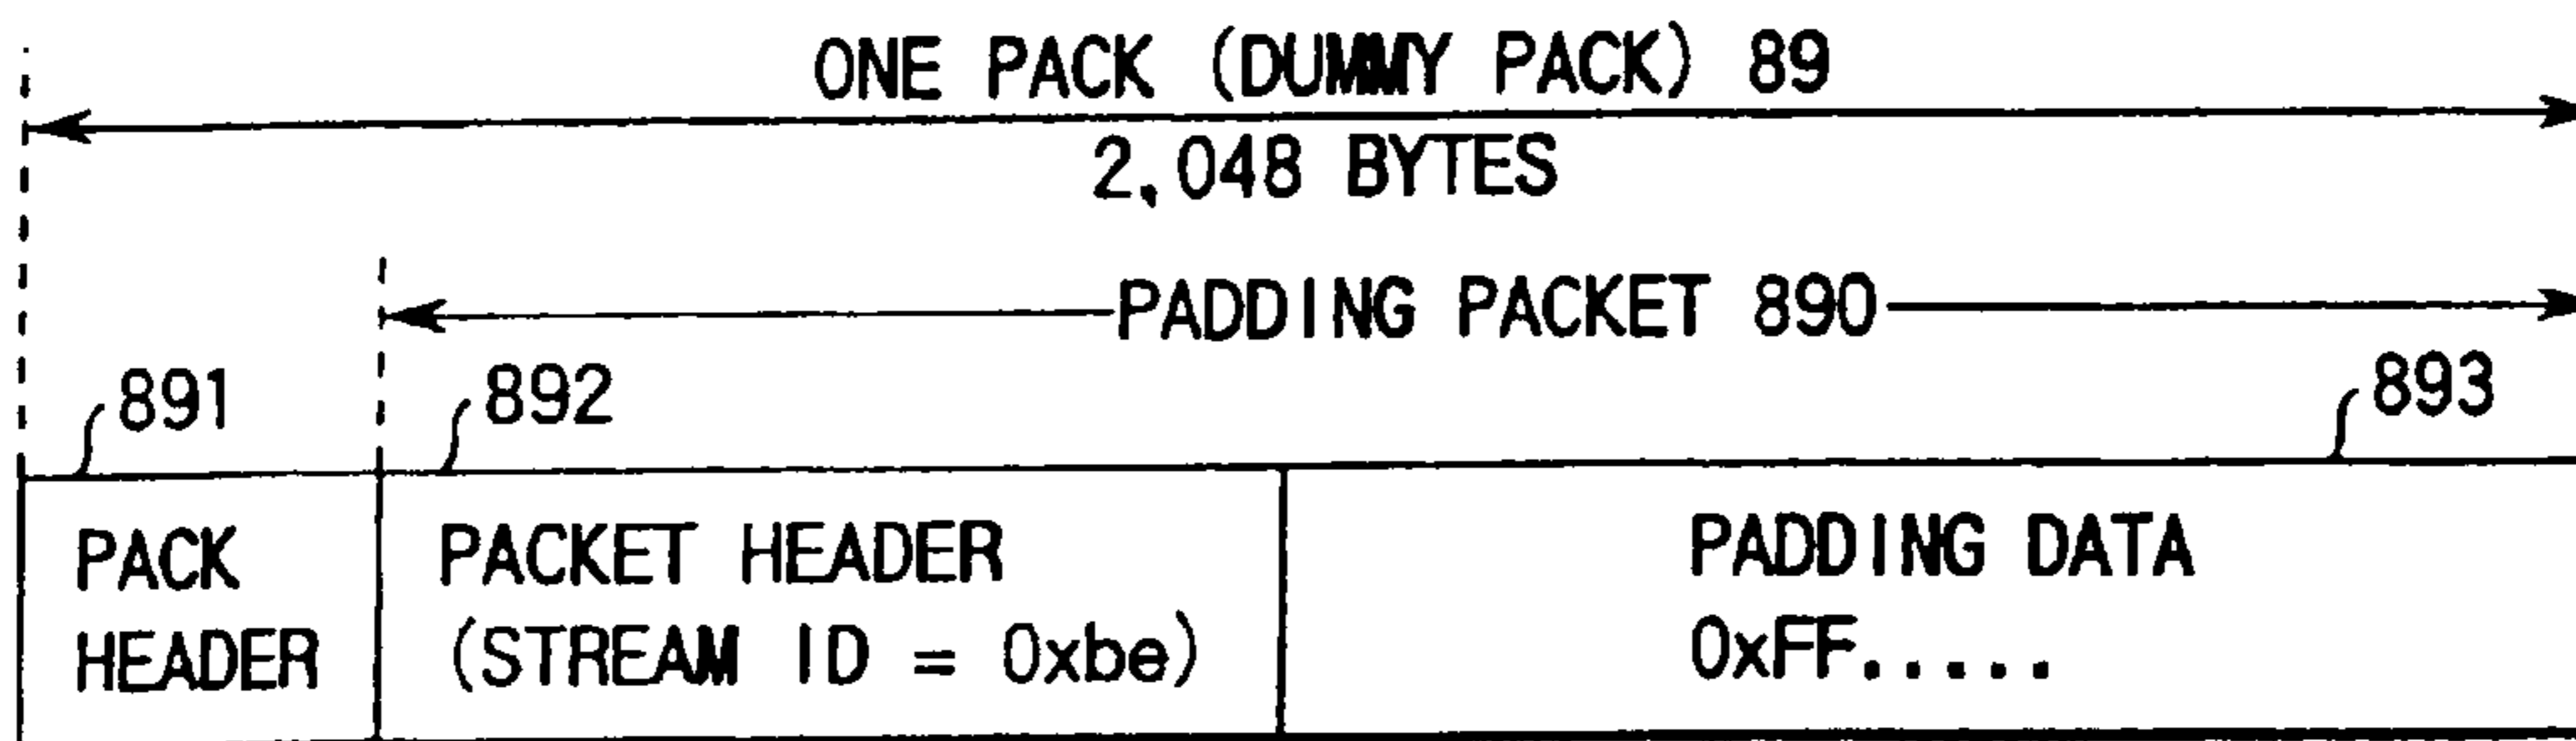 ONE PACK (DUMMY PACK) 89
2,048 BYTES
PADDING PACKET 890
891 892 893
PACK HEADER
PACKET HEADER
(STREAM ID = 0xbe)
PADDING DATA
0xFF.....